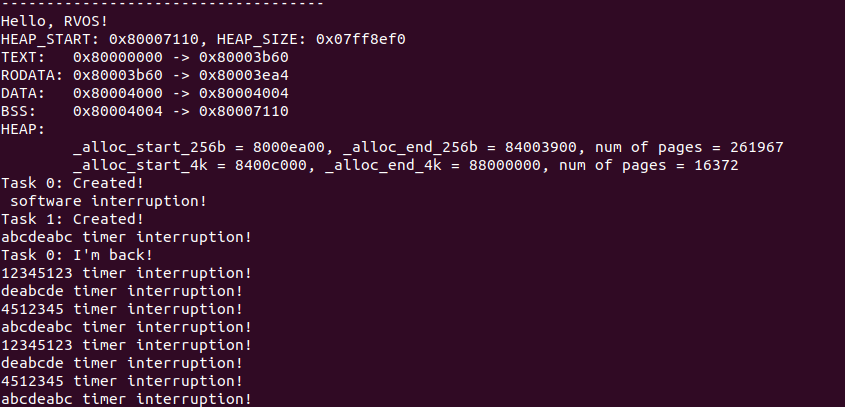 ------------------------------------
Hello, RVOS!
HEAP_START: 0x80007110, HEAP_SIZE: 0x07ff8ef0
TEXT:   0x80000000 -> 0x80003b60
RODATA: 0x80003b60 -> 0x80003ea4
DATA:   0x80004000 -> 0x80004004
BSS:    0x80004004 -> 0x80007110
HEAP:
        _alloc_start_256b = 8000ea00, _alloc_end_256b = 84003900, num of pages = 261967
        _alloc_start_4k = 8400c000, _alloc_end_4k = 88000000, num of pages = 16372
Task 0: Created!
 software interruption!
Task 1: Created!
abcdeabc timer interruption!
Task 0: I'm back!
12345123 timer interruption!
deabcde timer interruption!
4512345 timer interruption!
abcdeabc timer interruption!
12345123 timer interruption!
deabcde timer interruption!
4512345 timer interruption!
abcdeabc timer interruption!